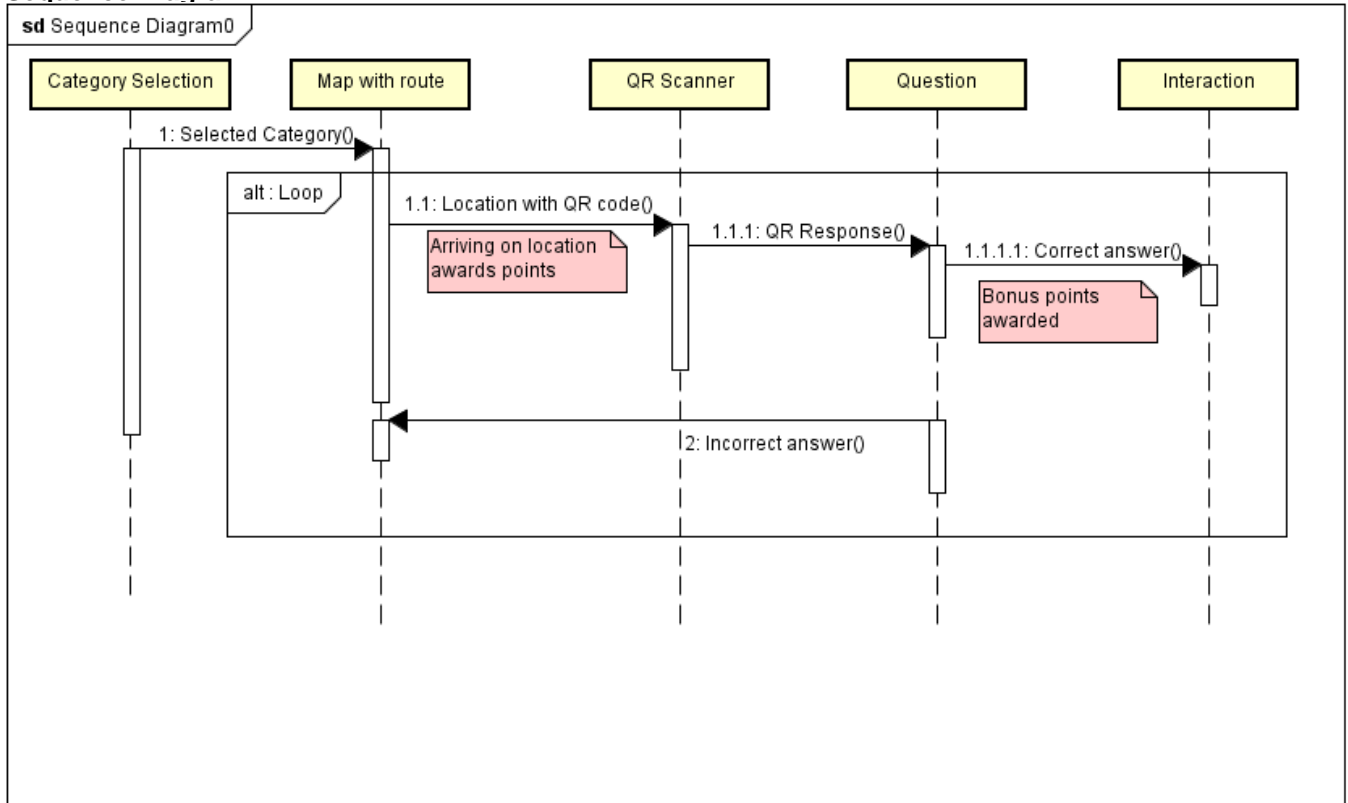 sd Sequence Diagram0
Category Selection
Map with route
QR Scanner
Question
Interaction
1: Selected Category()
alt : Loop
1.1: Location with QR code()
Arriving on location
awards points
1.1.1: QR Response()
1.1.1.1: Correct answer()
Bonus points
awarded
2: Incorrect answer()